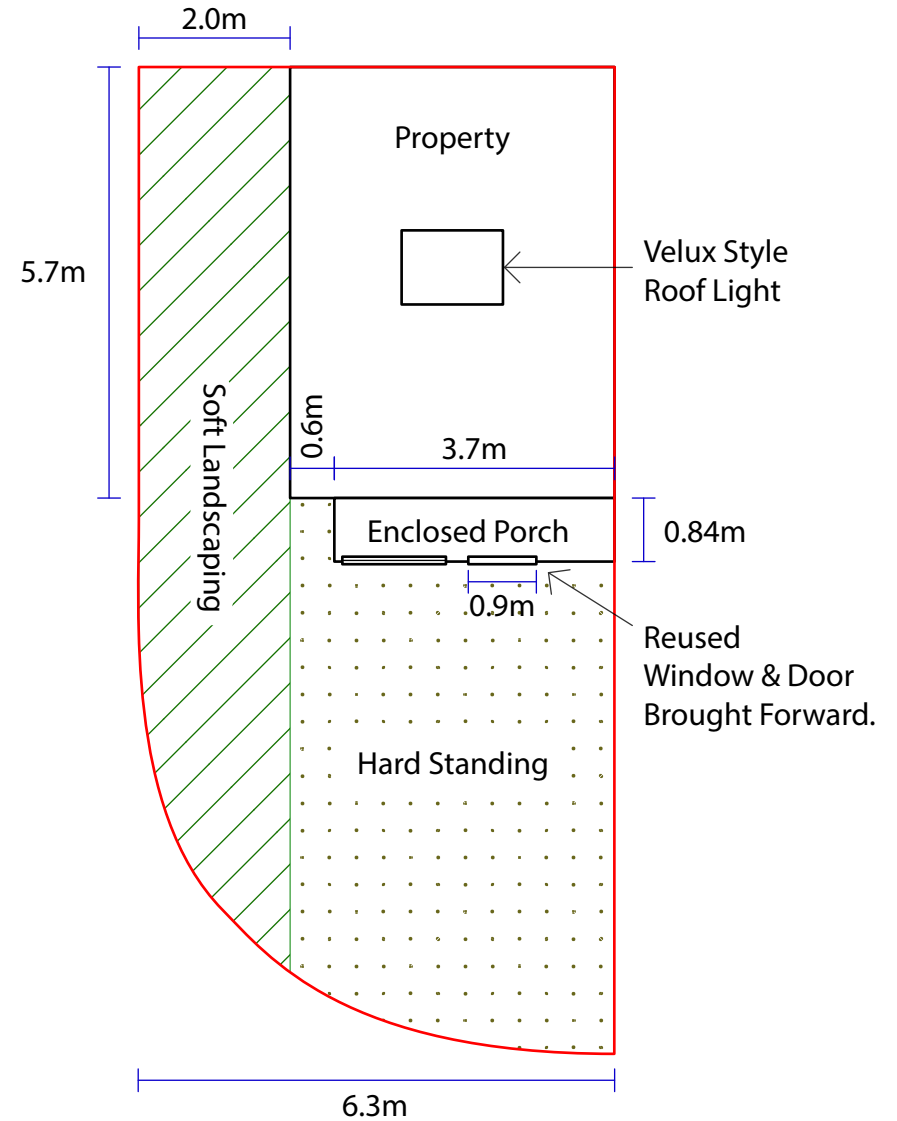 2.0m
Property
Velux Style
Roof Light
5.7m
Soft Landscaping
0.6m
3.7m
Enclosed Porch
0.84m
0.9m
Reused
Window & Door
Brought Forward.
Hard Standing
6.3m